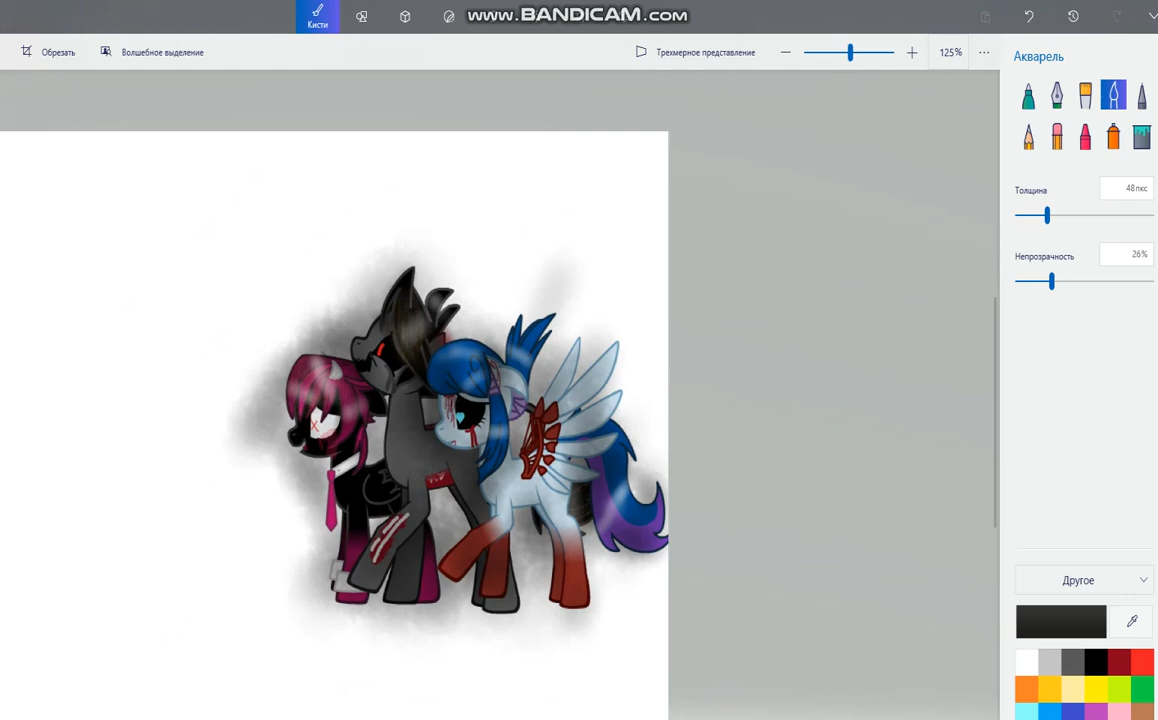 Кисти
WWW.BANDICAM.COM
Обрезать
Волшебное выделение
Трехмерное представление
125%
Акварель
Толщина
48пкс
Непрозрачность
26%
Другое